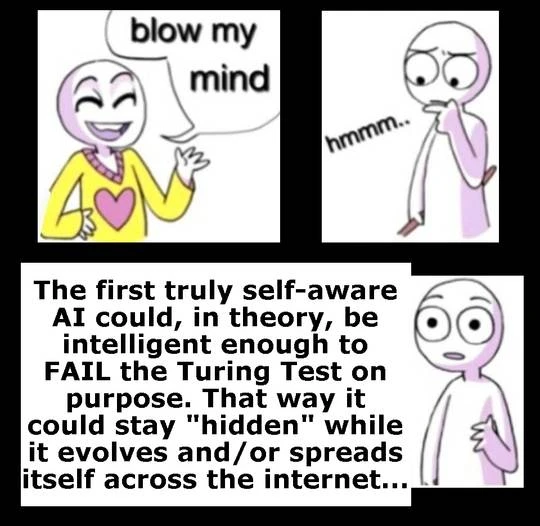 blow my
mind
hmmm..
The first truly self-aware
AI could, in theory, be
intelligent enough to
FAIL the Turing Test on
purpose. That way it
could stay "hidden" while
it evolves and/or spreads
itself across the internet...